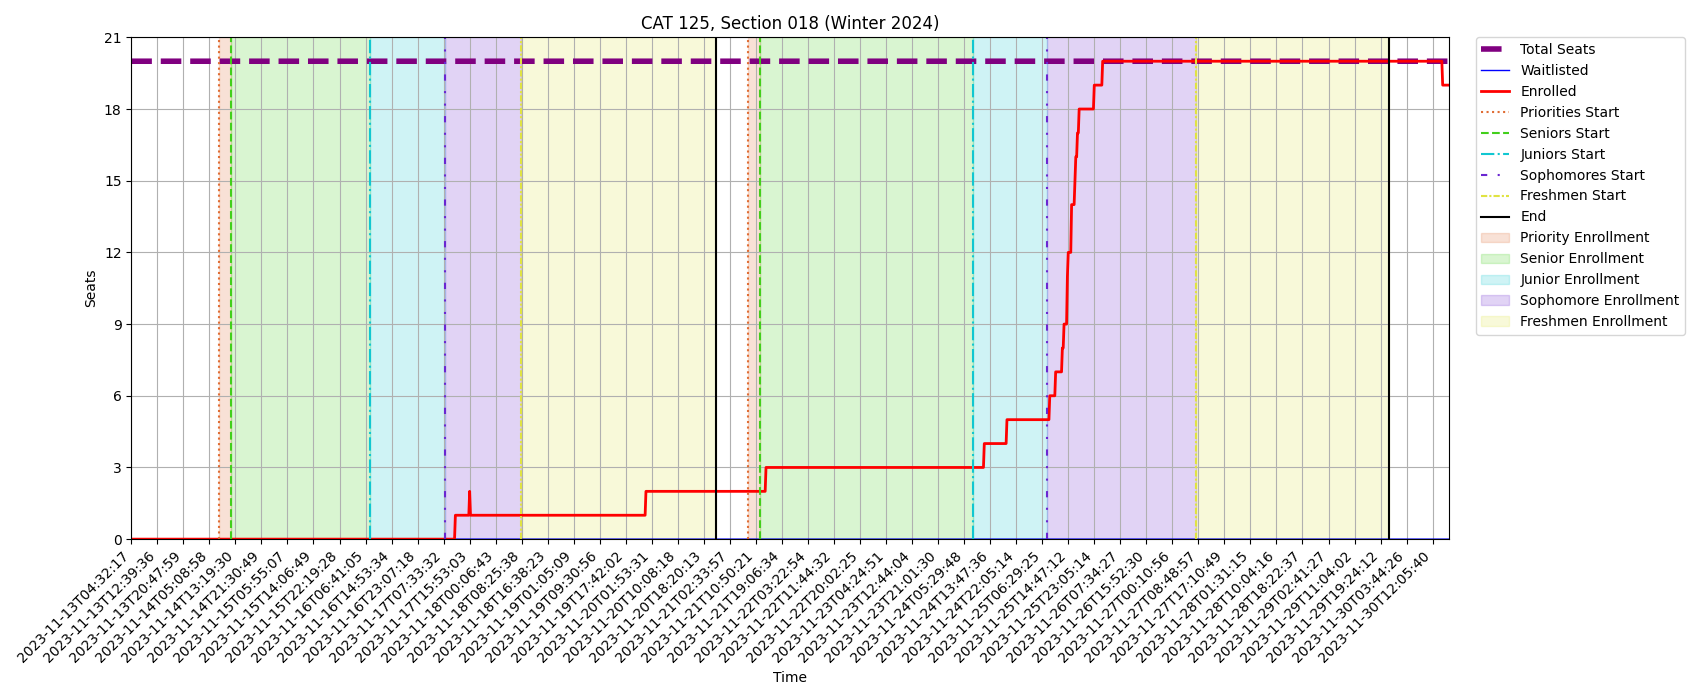 CAT 125, Section 018 (Winter 2024)
21
18
15
12
9
6
3
0
Seats
2023-11-13T04:32:17
2023-11-13T12:39:36
2023-11-13T20:47:59
2023-11-14T05:08:58
2023-11-14T13:19:30
2023-11-14T21:30:49
2023-11-15T05:55:07
2023-11-15T14:06:49
2023-11-15T22:19:28
2023-11-16T06:41:05
2023-11-16T14:53:34
2023-11-16T23:07:18
2023-11-17T07:33:32
2023-11-17T15:53:03
2023-11-18T00:06:43
2023-11-18T08:25:38
2023-11-18T16:38:23
2023-11-19T01:05:09
2023-11-19T09:30:56
2023-11-19T17:42:02
2023-11-20T01:53:31
2023-11-20T10:08:18
2023-11-20T18:20:13
2023-11-21T02:33:57
2023-11-21T10:50:21
2023-11-21T19:06:34
2023-11-22T03:22:54
2023-11-22T11:44:32
2023-11-22T20:02:25
2023-11-23T04:24:51
2023-11-23T12:44:04
2023-11-23T21:01:30
2023-11-24T05:29:48
2023-11-24T13:47:36
2023-11-24T22:05:14
2023-11-25T06:29:25
2023-11-25T14:47:12
2023-11-25T23:05:14
2023-11-26T07:34:27
2023-11-26T15:52:30
2023-11-27T00:10:56
2023-11-27T08:48:57
2023-11-27T17:10:49
2023-11-28T01:31:15
2023-11-28T10:04:16
2023-11-28T18:22:37
2023-11-29T02:41:27
2023-11-29T11:04:02
2023-11-29T19:24:12
2023-11-30T03:44:26
2023-11-30T12:05:40
Time
Total Seats
Waitlisted
Enrolled
Priorities Start
Seniors Start
Juniors Start
Sophomores Start
Freshmen Start
End
Priority Enrollment
Senior Enrollment
Junior Enrollment
Sophomore Enrollment
Freshmen Enrollment